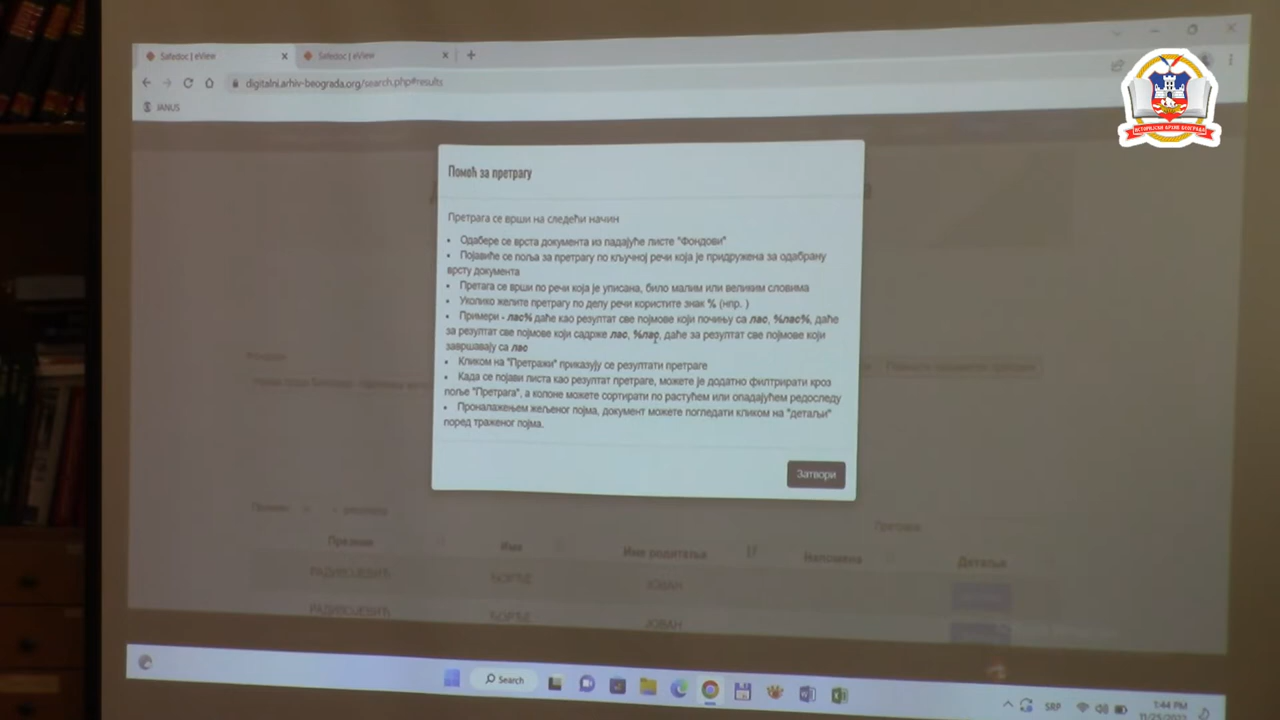 Safedoc | eView
Safedoc | eView
digitalni.arhiv-beograda.org/search.php#results
JANUS
ИСТОРИЈСКИ АРХИВ БЕОГРАДА
Помоћ за претрагу
Претрага се врши на следећи начин
• Одабере се врста документа из падајуће листе "Фондови"
• Појавиће се поља за претрагу по кључној речи која је придружена за одабрану
врсту документа
• Претага се врши по речи која је уписана, било малим или великим словима
• Уколико желите претрагу по делу речи користите знак % (нпр. )
• Примери - лас% даће као резултат све појмове који почињу са лас, %лас%, даће
за резултат све појмове који садрже лас, %лас, даће за резултат све појмове који
завршавају са лас
• Кликом на "Претражи" приказују се резултати претраге
• Када се појави листа као резултат претраге, можете је додатно филтрирати кроз
поље "Претрага", а колоне можете сортирати по растућем или опадајућем редоследу
• Проналажењем жељеног појма, документ можете погледати кликом на "детаљи"
поред траженог појма.
Затвори
Презиме Име Име родитеља Напомена Детаљи
РАДИВОЈЕВИЋ ЂОРЂЕ ЈОВАН
РАДИВОЈЕВИЋ ЂОРЂЕ ЈОВАН
Search
SRP
1:44 PM